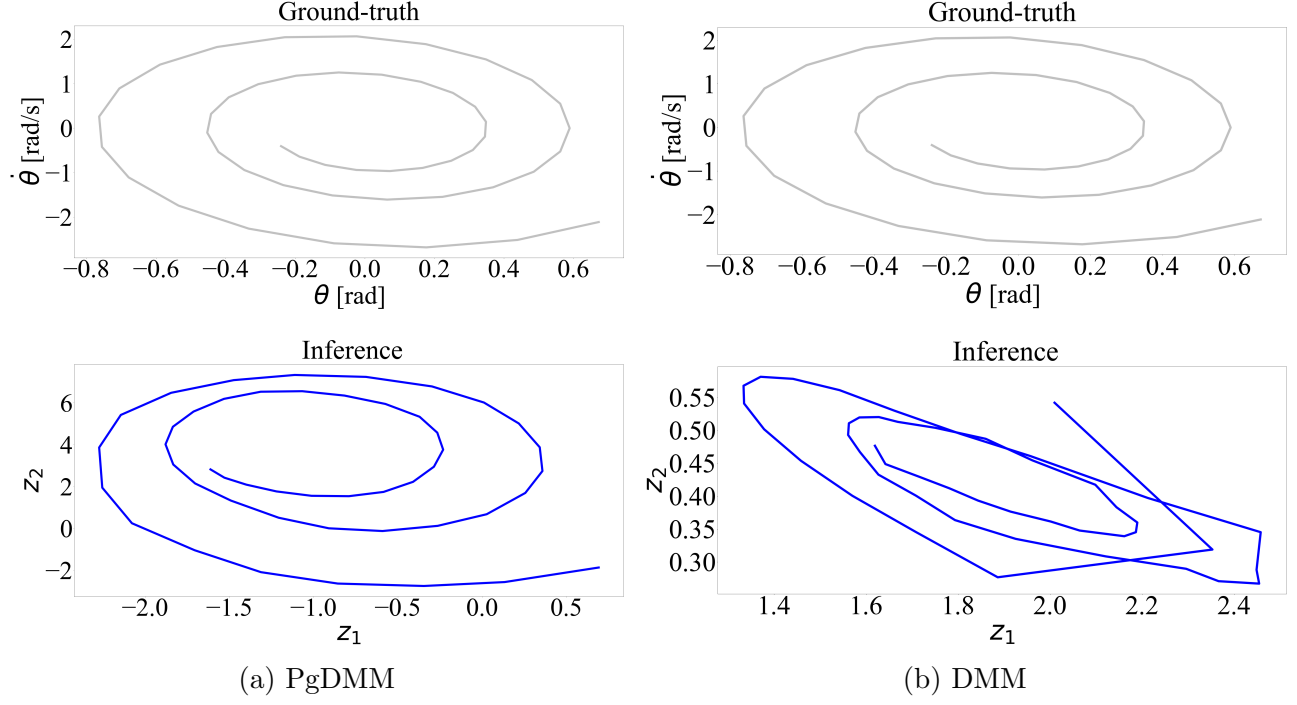 Ground-truth
2
1
0
−1
−2
θ̇ [rad/s]
−0.8 −0.6 −0.4 −0.2 0.0 0.2 0.4 0.6
θ [rad]
Ground-truth
2
1
0
−1
−2
θ̇ [rad/s]
−0.8 −0.6 −0.4 −0.2 0.0 0.2 0.4 0.6
θ [rad]
Inference
6
4
2
0
−2
z₂
−2.0 −1.5 −1.0 −0.5 0.0 0.5
z₁
(a) PgDMM
Inference
0.55
0.50
0.45
0.40
0.35
0.30
z₂
1.4 1.6 1.8 2.0 2.2 2.4
z₁
(b) DMM